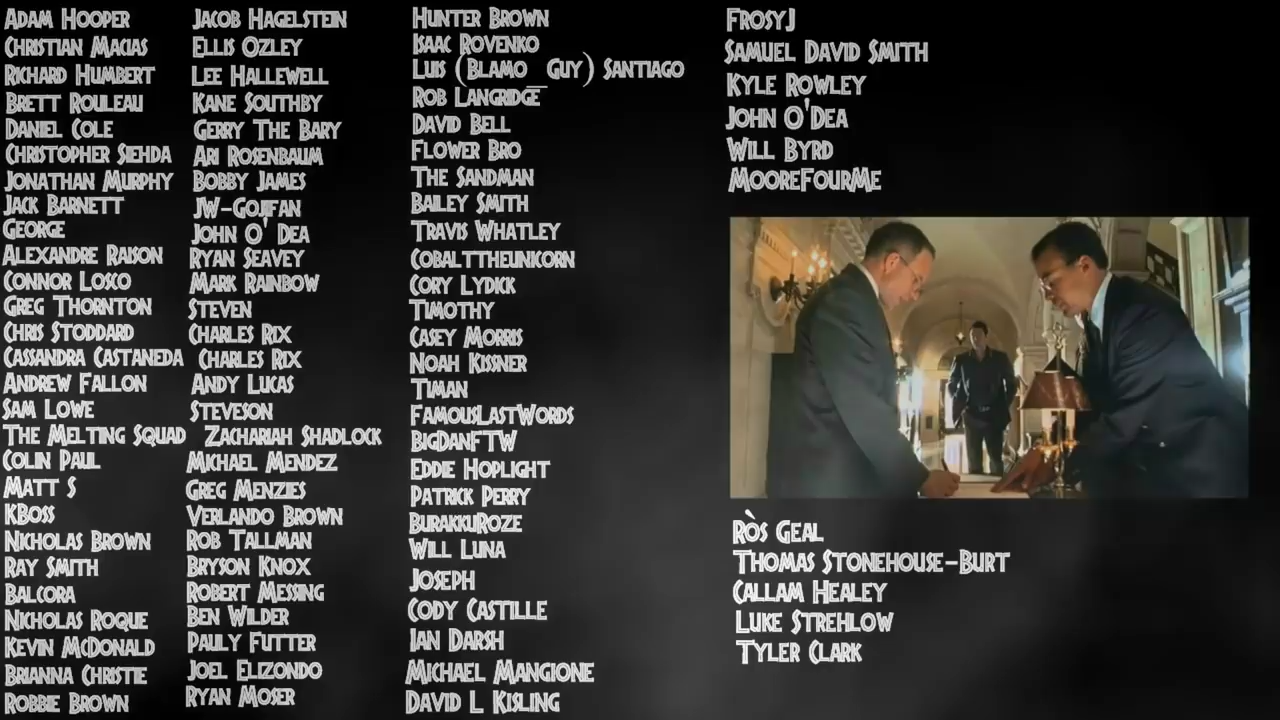 Adam Hooper
Christian Macias
Richard Humbert
Brett Rouleau
Daniel Cole
Christopher Siehda
Jonathan Murphy
Jack Barnett
George
Alexandre Raison
Connor Losco
Greg Thornton
Chris Stoddard
Cassandra Castaneda
Andrew Fallon
Sam Lowe
The Melting Squad
Colin Paul
Matt S
KBoss
Nicholas Brown
Ray Smith
Balcora
Nicholas Roque
Kevin McDonald
Brianna Christie
Robbie Brown
Jacob Hagelstein
Ellis Ozley
Lee Hallewell
Kane Southby
Gerry The Bary
Ari Rosenbaum
Bobby James
JW-Gojifan
John O' Dea
Ryan Seavey
Mark Rainbow
Steven
Charles Rix
Charles Rix
Andy Lucas
Steveson
Zachariah Shadlock
Michael Mendez
Greg Menzies
Verlando Brown
Rob Tallman
Bryson Knox
Robert Messing
Ben Wilder
Pauly Futter
Joel Elizondo
Ryan Moser
Hunter Brown
Isaac Rovenko
Luis (Blamo_Guy) Santiago
Rob Langridge
David Bell
Flower Bro
The Sandman
Bailey Smith
Travis Whatley
Cobalttheunicorn
Cory Lydick
Timothy
Casey Morris
Noah Kissner
Timan
FamousLastWords
BigDanFTW
Eddie Hoplight
Patrick Perry
BurakkuRoze
Will Luna
Joseph
Cody Castille
Ian Darsh
Michael Mangione
David L Kisling
FrosyJ
Samuel David Smith
Kyle Rowley
John O'Dea
Will Byrd
MooreFourMe
Ròs Geal
Thomas Stonehouse-Burt
Callam Healey
Luke Strehlow
Tyler Clark